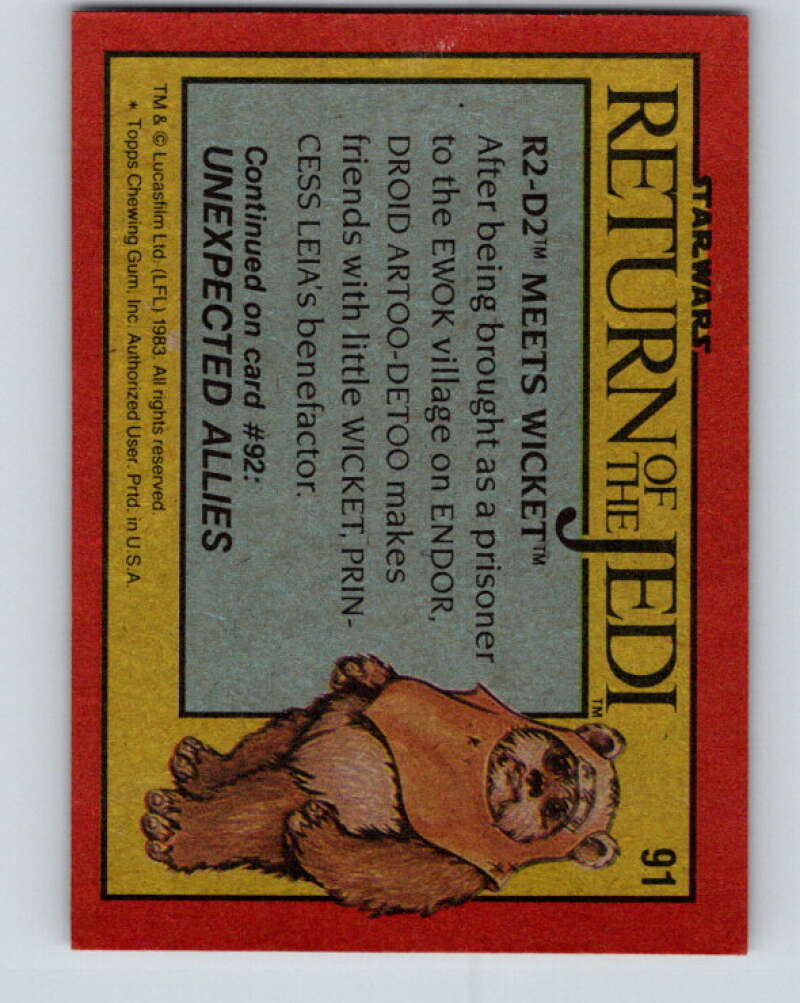 STAR WARS
RETURN OF THE JEDI™
91
R2-D2™ MEETS WICKET™
After being brought as a prisoner
to the EWOK village on ENDOR,
DROID ARTOO-DETOO makes
friends with little WICKET, PRIN-
CESS LEIA's benefactor.
Continued on card #92:
UNEXPECTED ALLIES
TM & © Lucasfilm Ltd. (LFL) 1983. All rights reserved.
* Topps Chewing Gum, Inc. Authorized User. Prtd. in U.S.A.